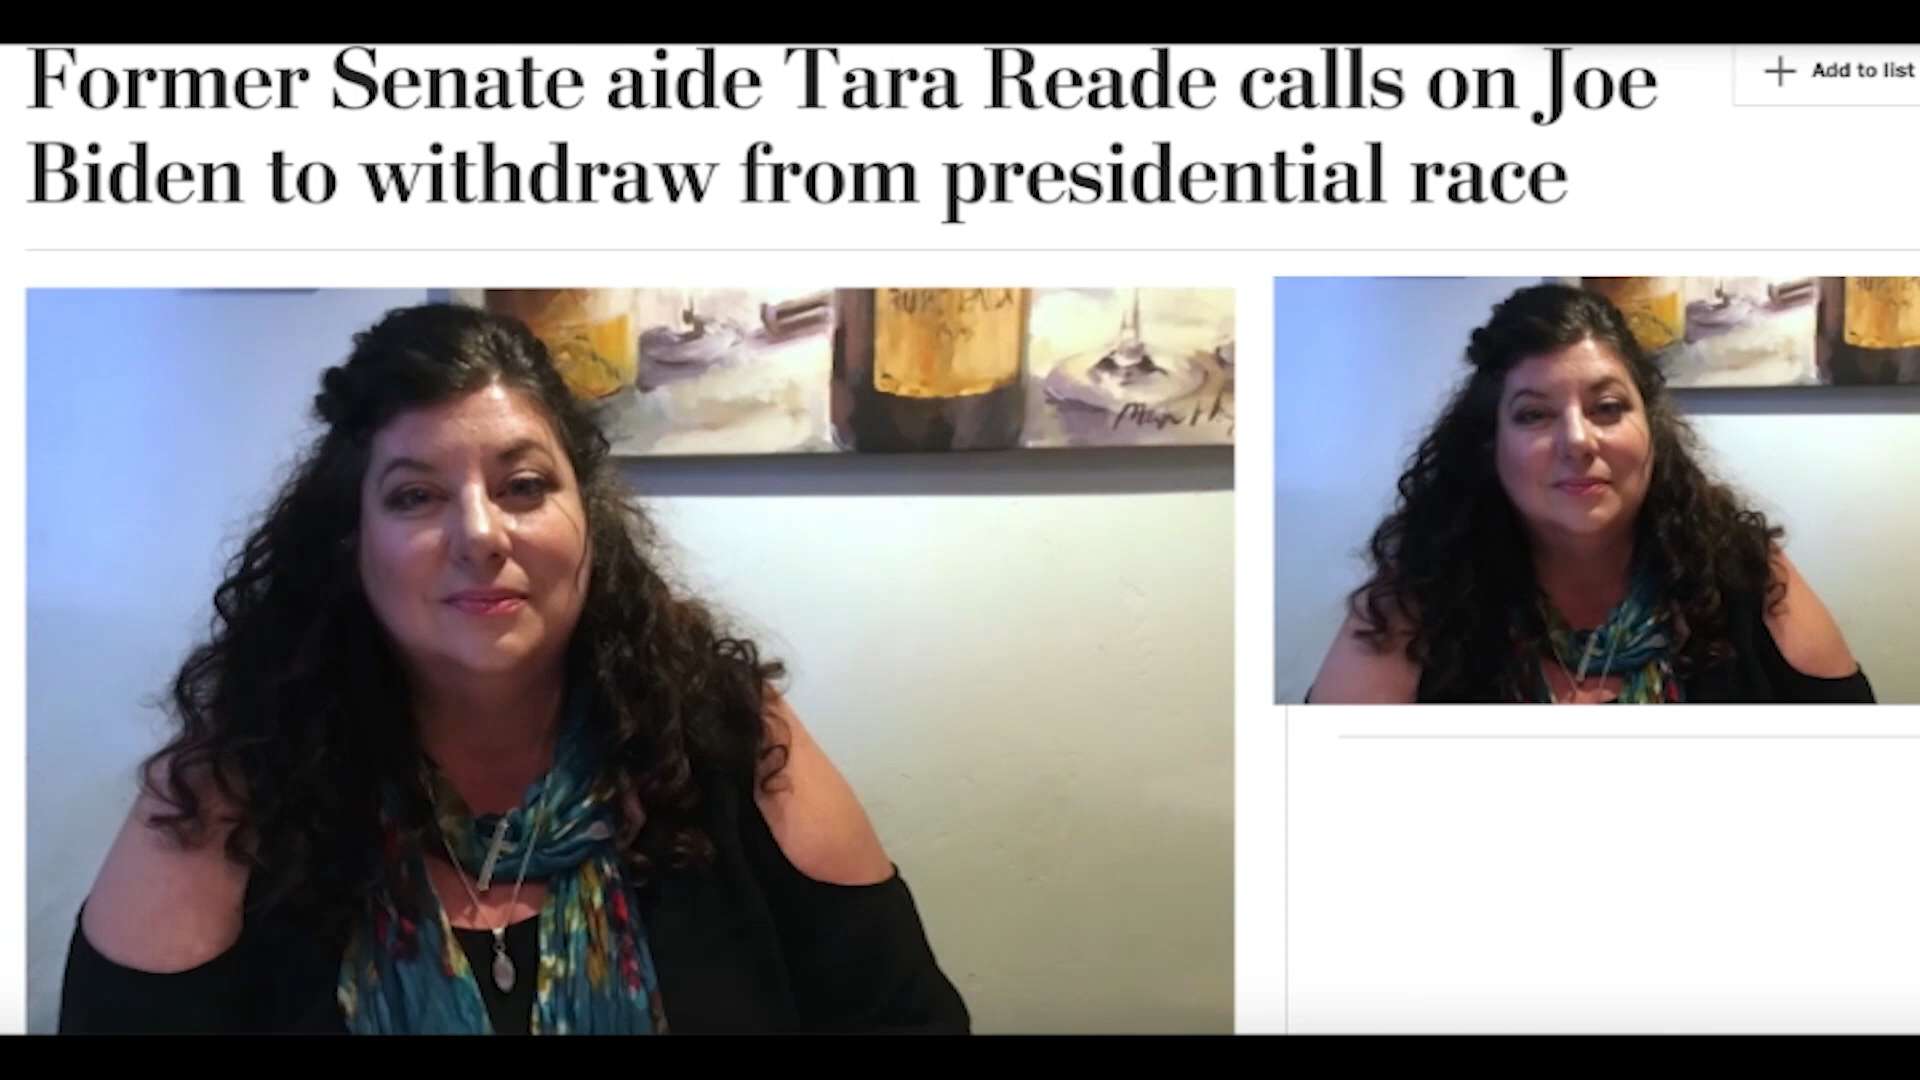 Former Senate aide Tara Reade calls on Joe
Biden to withdraw from presidential race
+ Add to list